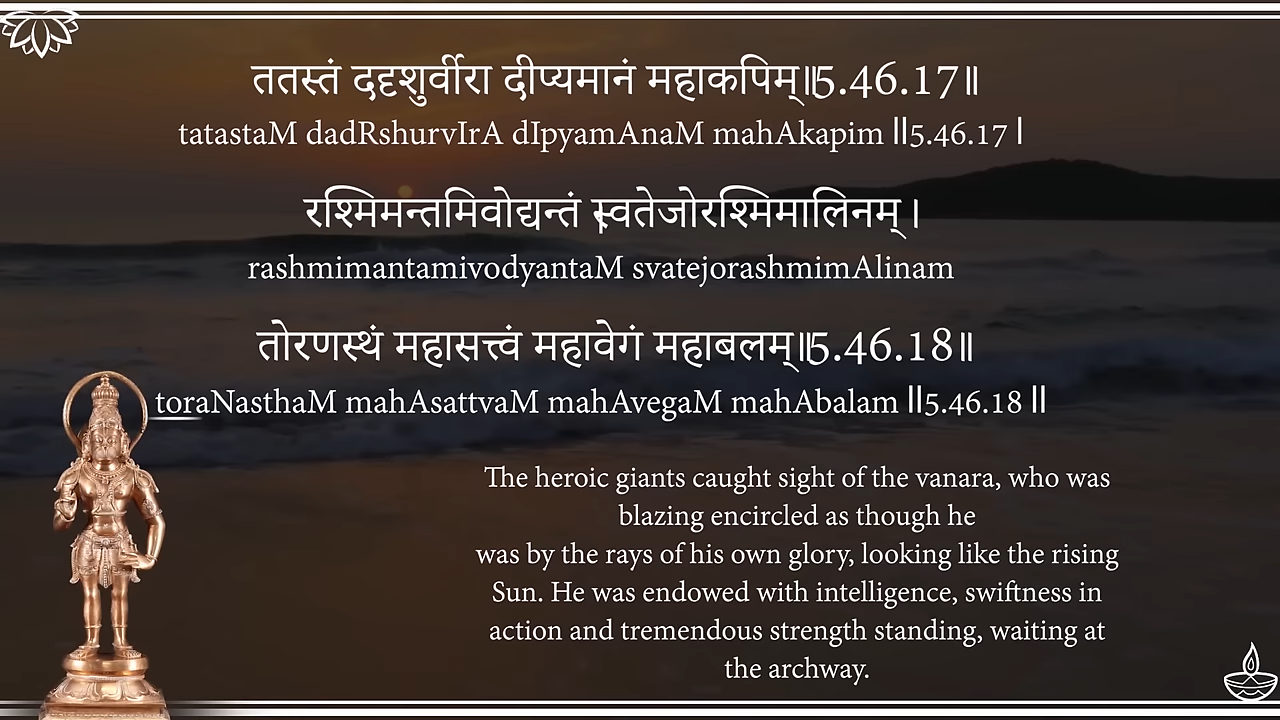 ततस्तं ददृशुर्वीरा दीप्यमानं महाकपिम्॥5.46.17॥
tatastaM dadRshurvIrA dIpyamAnaM mahAkapim ||5.46.17 |
रश्मिमन्तमिवोद्यन्तं स्वतेजोरश्मिमालिनम् ।
rashmimantamivodyantaM svatejorashmimAlinam
तोरणस्थं महासत्त्वं महावेगं महाबलम्॥5.46.18॥
toraNasthaM mahAsattvaM mahAvegaM mahAbalam ||5.46.18 ||
The heroic giants caught sight of the vanara, who was
blazing encircled as though he
was by the rays of his own glory, looking like the rising
Sun. He was endowed with intelligence, swiftness in
action and tremendous strength standing, waiting at
the archway.